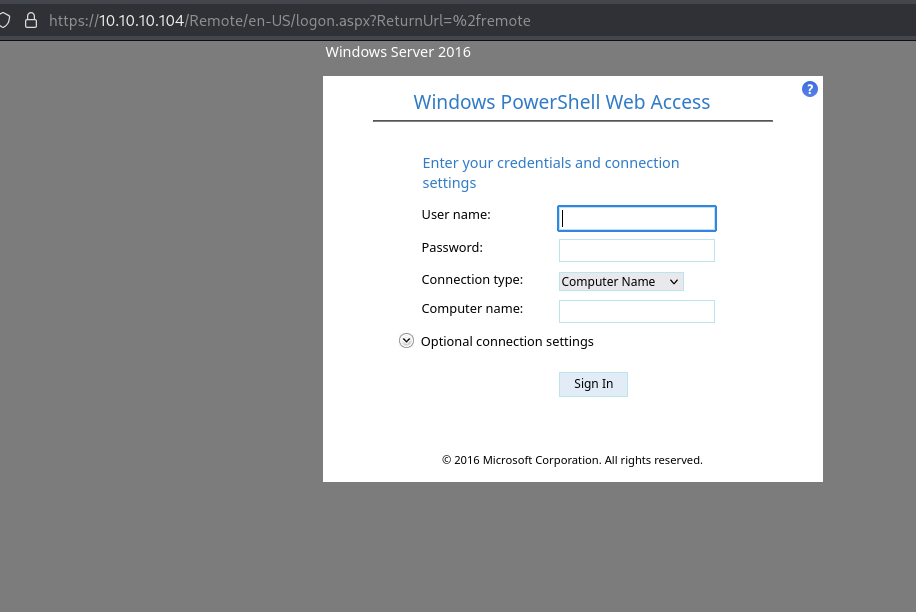 https://10.10.10.104/Remote/en-US/logon.aspx?ReturnUrl=%2fremote
Windows Server 2016
?
Windows PowerShell Web Access
Enter your credentials and connection
settings
User name:
Password:
Connection type: Computer Name
Computer name:
Optional connection settings
Sign In
© 2016 Microsoft Corporation. All rights reserved.